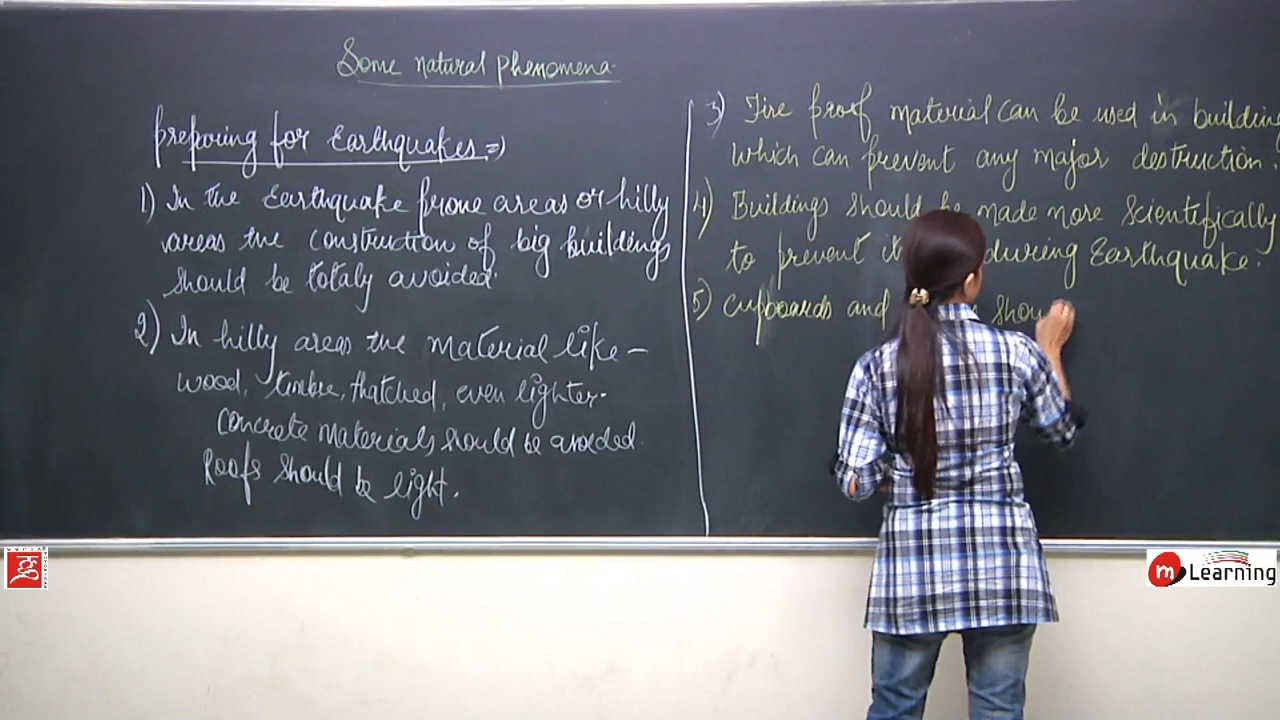 Some natural phenomena.
preparing for Earthquakes =)
1) In the Earthquake prone areas or hilly
areas the construction of big buildings
should be totaly avoided.
2) In hilly areas the material like –
wood, timbre, thatched, even lighter.
Concrete materials should be avoided.
Roofs should be light.
3) Fire proof material can be used in building
which can prevent any major destruction.
4) Buildings should be made more scientifically
to prevent it during Earthquake.
5) Cupboards and shou
m Learning